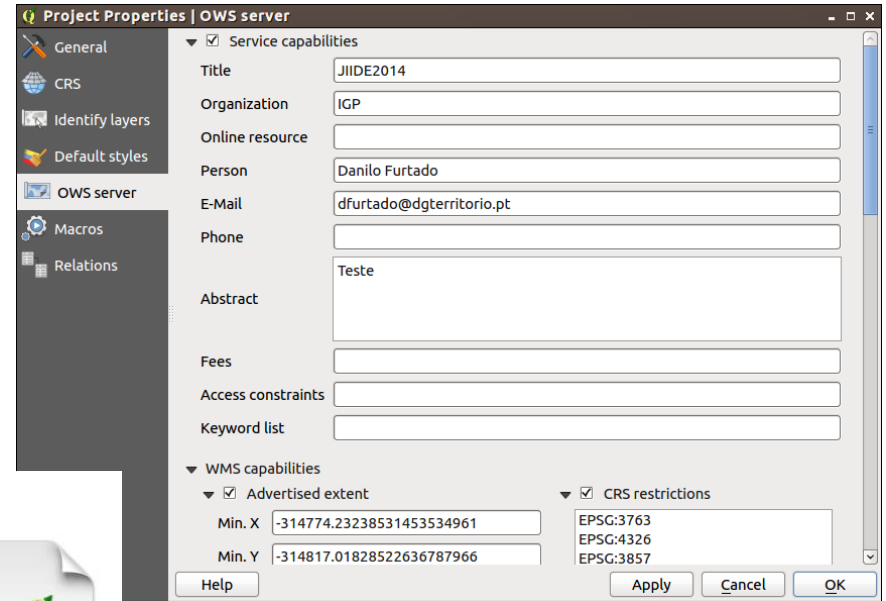 Project Properties | OWS server
General
CRS
Identify layers
Default styles
OWS server
Macros
Relations
Service capabilities
Title JIIDE2014
Organization IGP
Online resource
Person Danilo Furtado
E-Mail dfurtado@dgterritorio.pt
Phone
Abstract Teste
Fees
Access constraints
Keyword list
WMS capabilities
Advertised extent
Min. X -314774.23238531453534961
Min. Y -314817.01828522636787966
CRS restrictions
EPSG:3763
EPSG:4326
EPSG:3857
Help Apply Cancel OK